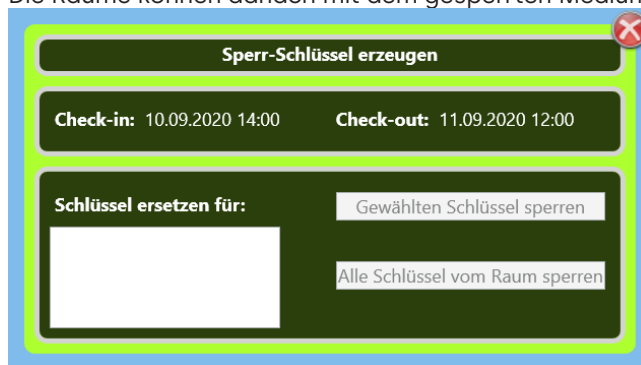 Die Räume können danach mit dem gesperrten Medium
Sperr-Schlüssel erzeugen
Check-in: 10.09.2020 14:00 Check-out: 11.09.2020 12:00
Schlüssel ersetzen für: Gewählten Schlüssel sperren
Alle Schlüssel vom Raum sperren